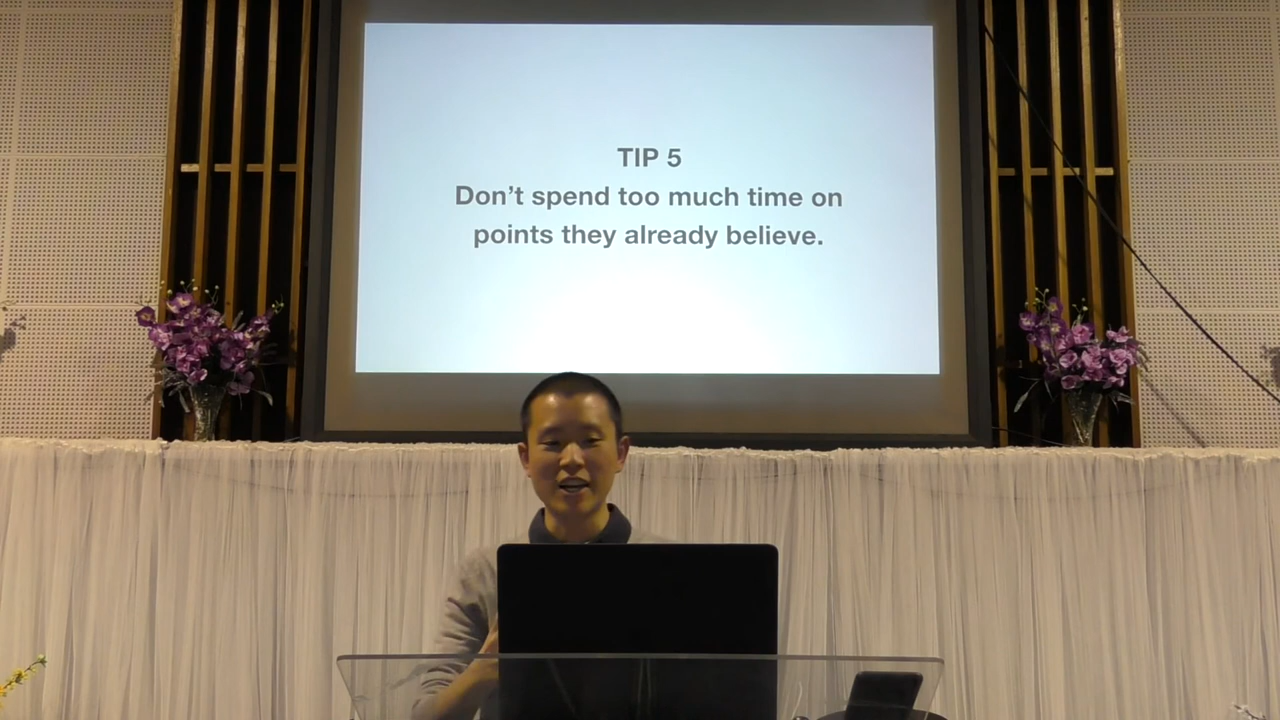 TIP 5
Don’t spend too much time on
points they already believe.